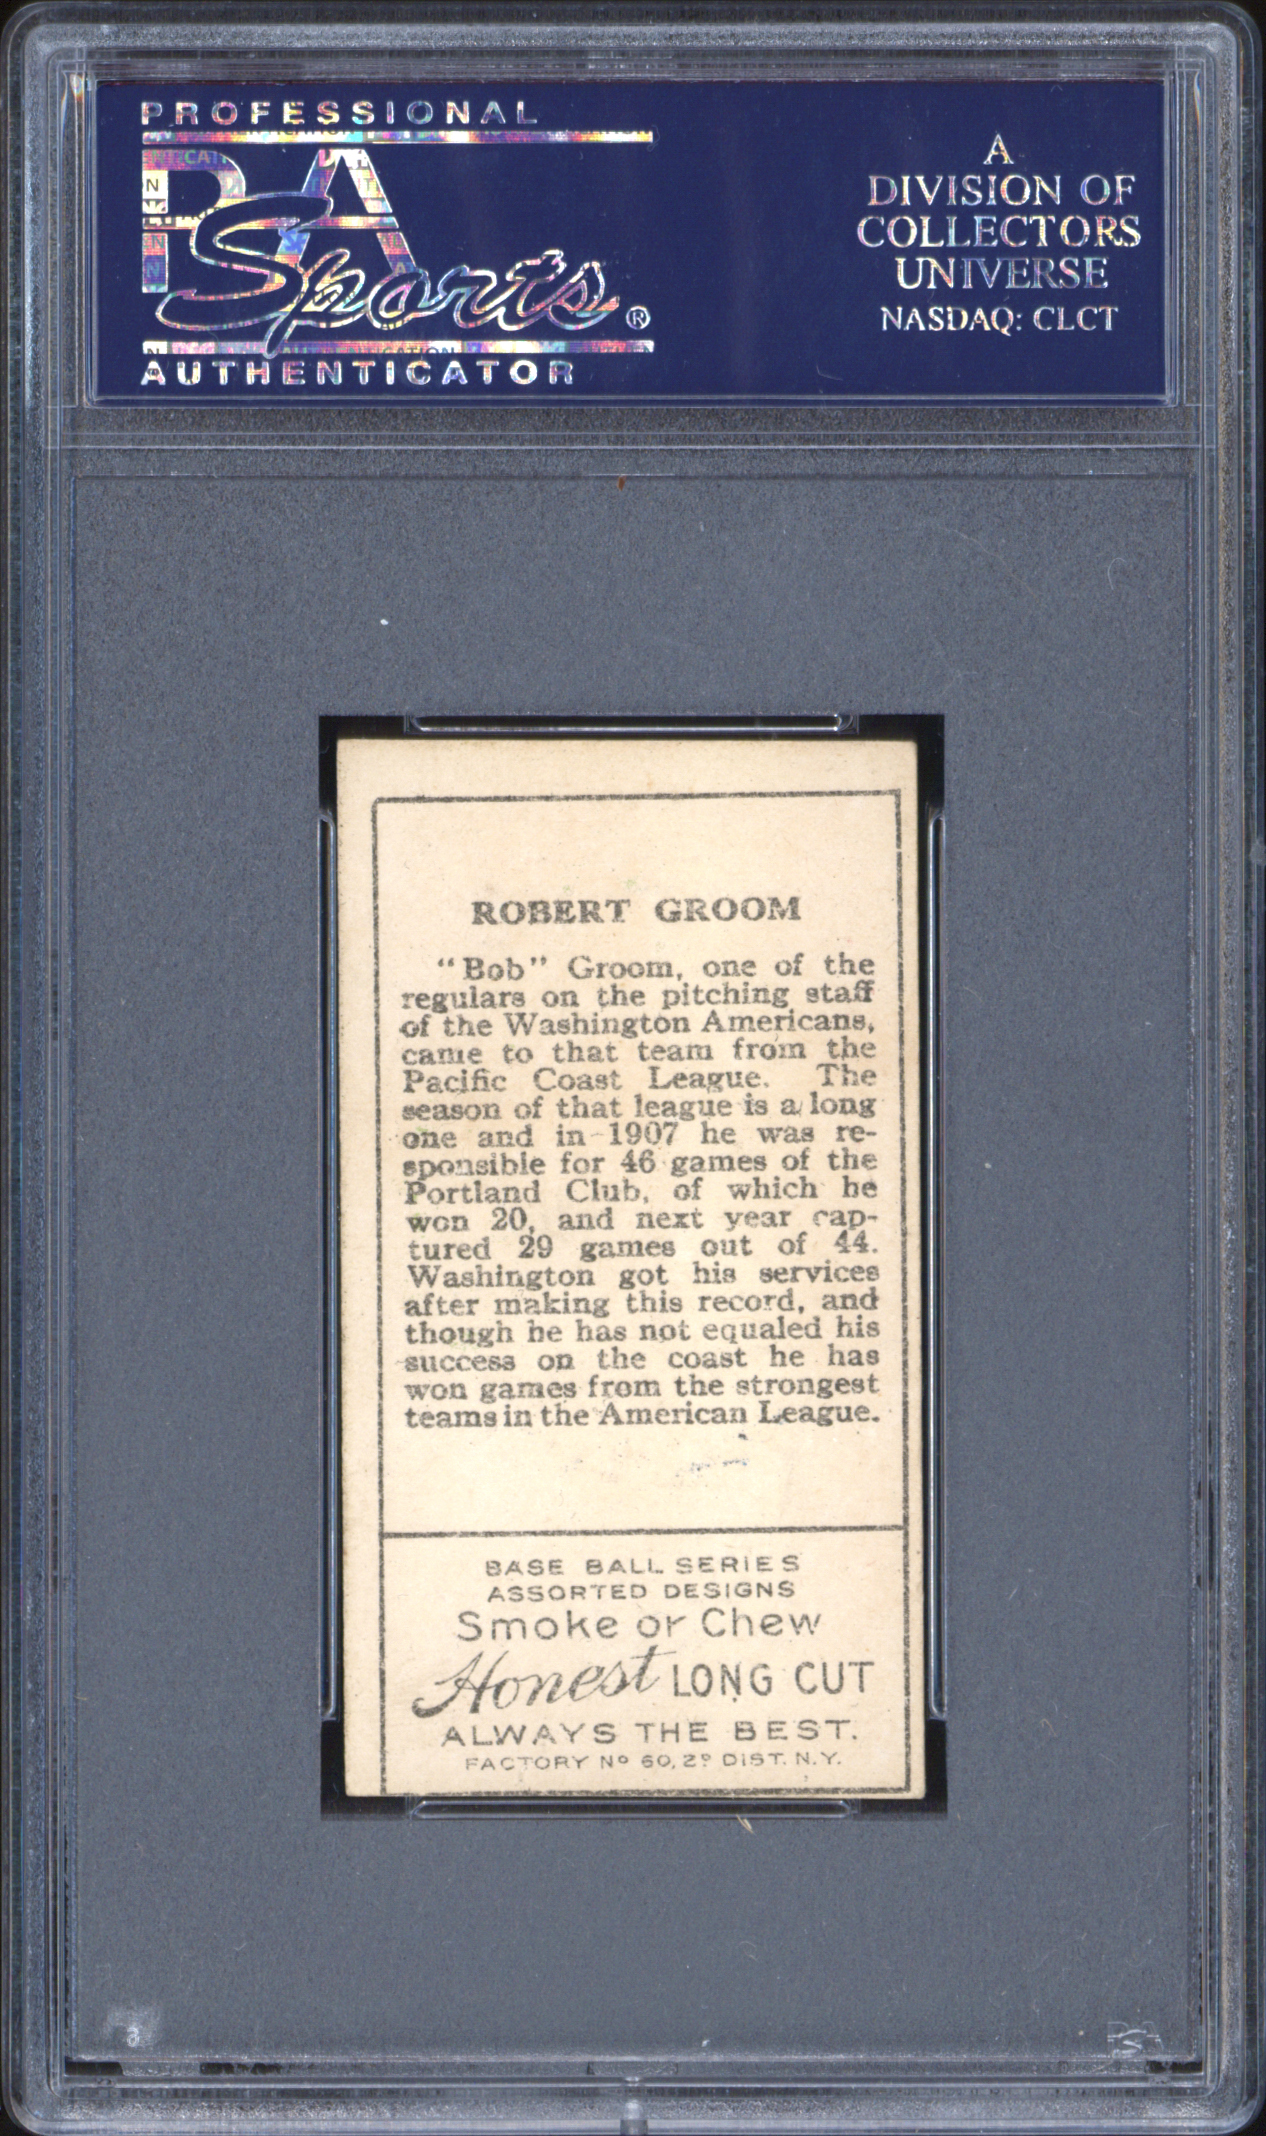 PROFESSIONAL
PSA
Sports®
AUTHENTICATOR
A
DIVISION OF
COLLECTORS
UNIVERSE
NASDAQ: CLCT
ROBERT GROOM
"Bob" Groom, one of the
regulars on the pitching staff
of the Washington Americans,
came to that team from the
Pacific Coast League. The
season of that league is a long
one and in 1907 he was re-
sponsible for 46 games of the
Portland Club, of which he
won 20, and next year cap-
tured 29 games out of 44.
Washington got his services
after making this record, and
though he has not equaled his
success on the coast he has
won games from the strongest
teams in the American League.
BASE BALL SERIES
ASSORTED DESIGNS
Smoke or Chew
Honest LONG CUT
ALWAYS THE BEST.
FACTORY Nº 60, 2º DIST. N.Y.